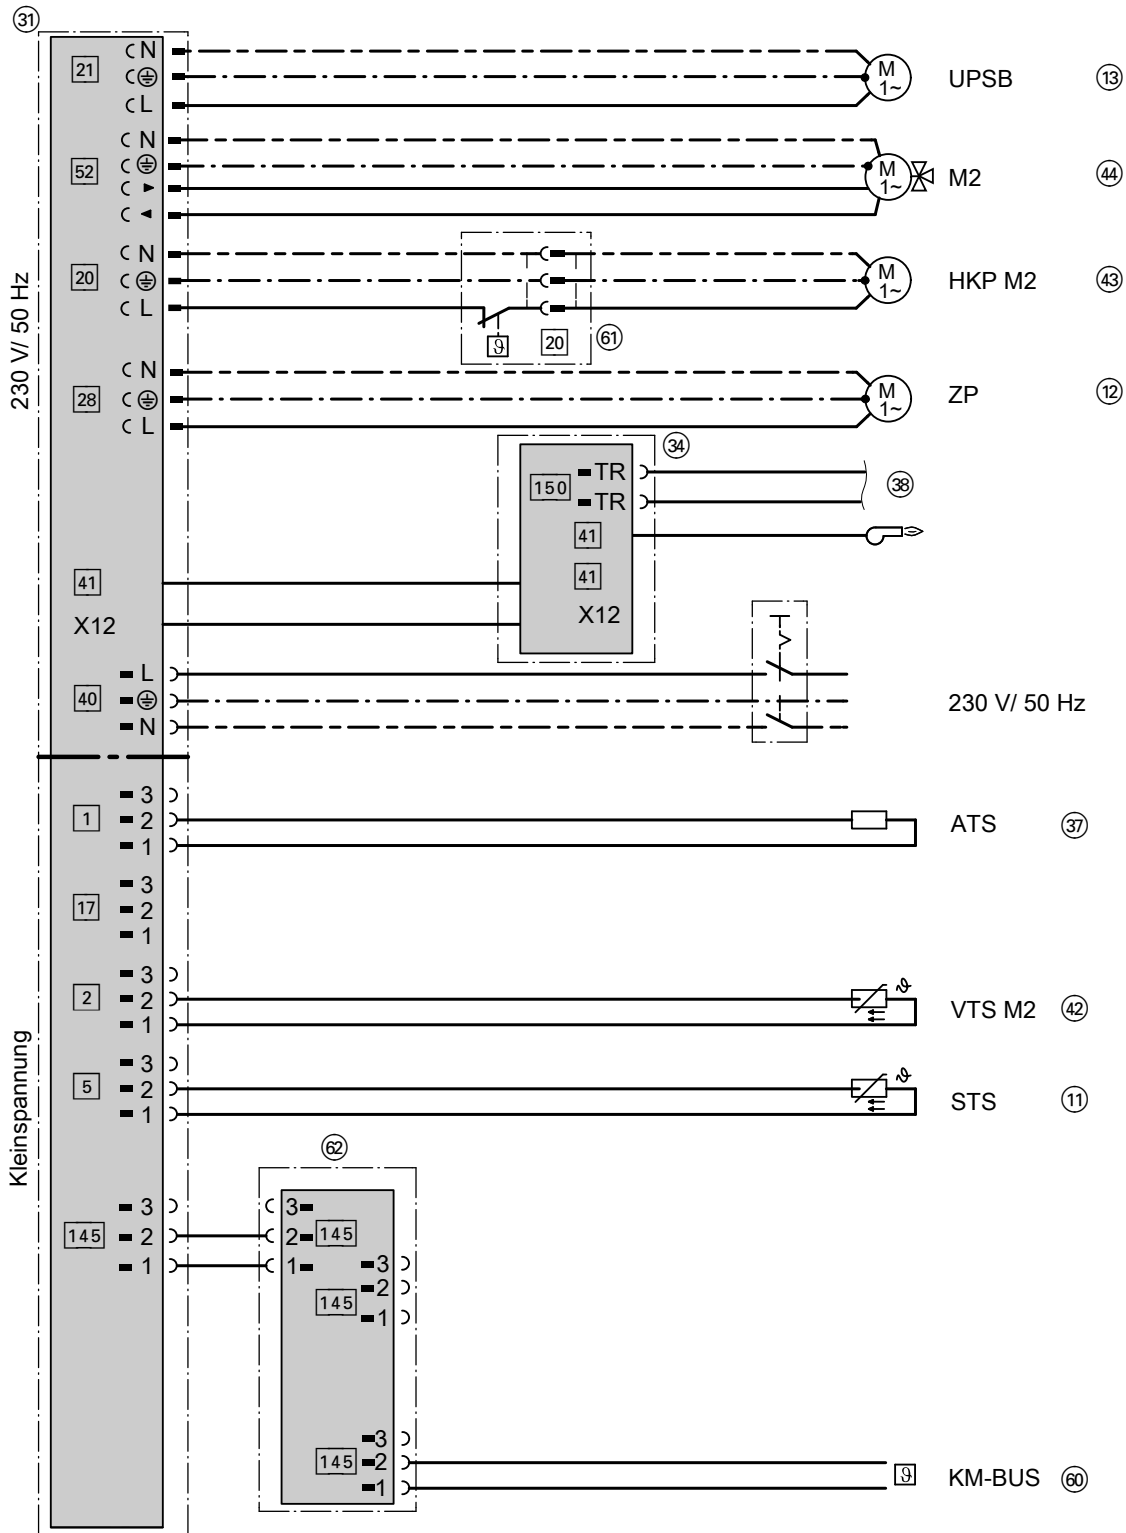 31
N
21
L
M
1~
UPSB 13
N
52
M
1~
M2 44
N
20
L
M
1~
HKP M2 43
ϑ 20 61
230 V/ 50 Hz
N
28
L
M
1~
ZP 12
34
TR
150
TR
38
41
41
X12
41
X12
L
40
N
230 V/ 50 Hz
3
1 2
1
ATS 37
3
17 2
1
3
2 2
1
ϑ
VTS M2 42
Kleinspannung
3
5 2
1
ϑ
STS 11
62
3
145 2
1
3
2 145
1
3
2
145
1
3
145 2
1
ϑ KM-BUS 60